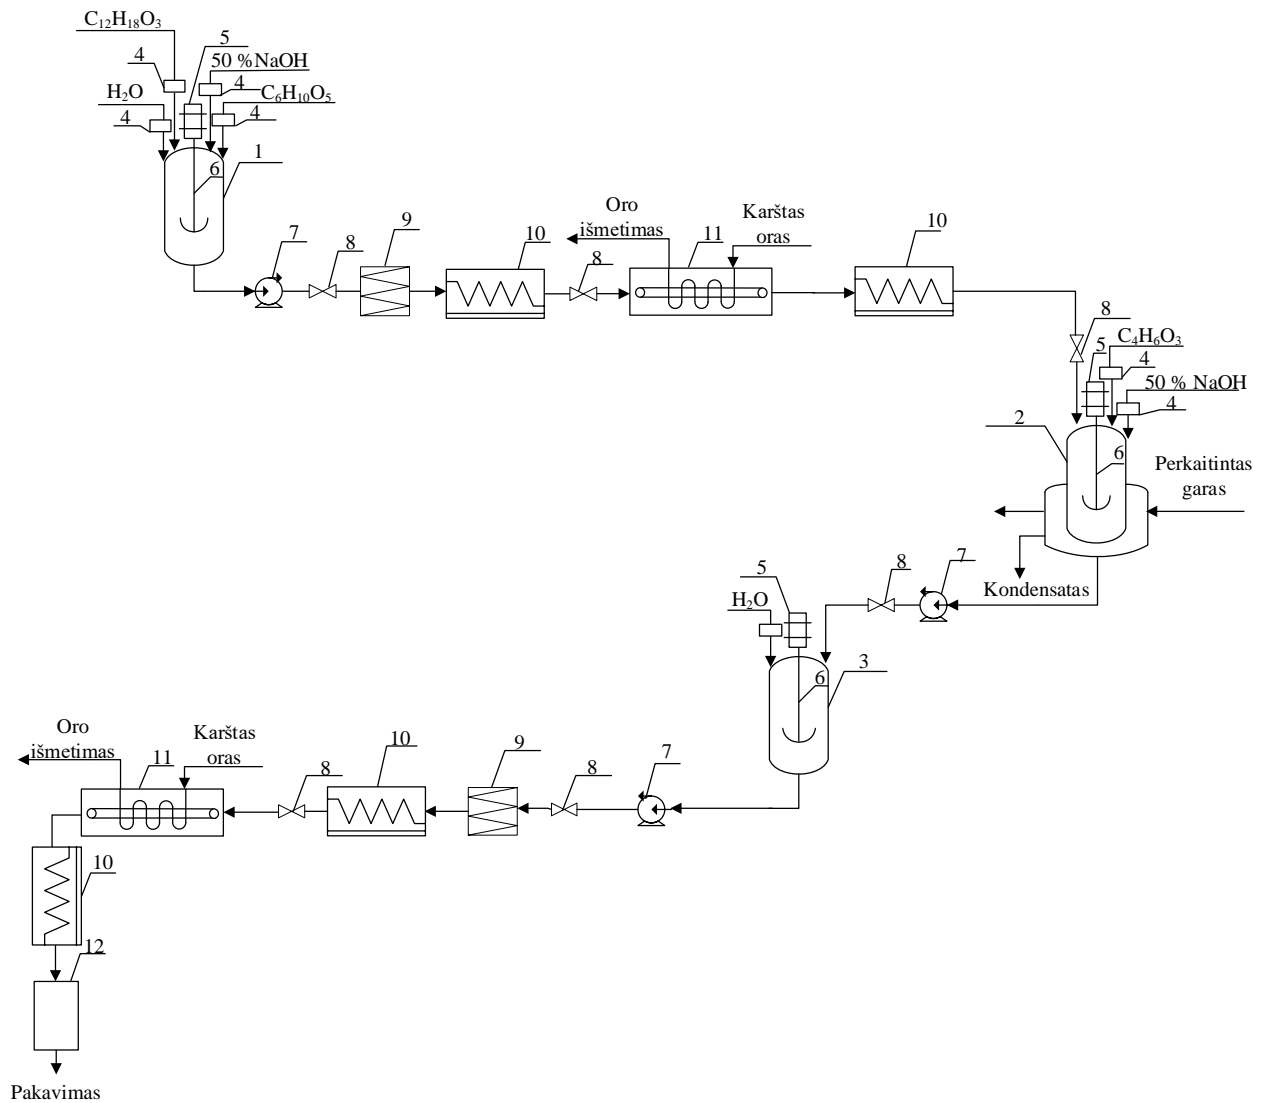 C₁₂H₁₈O₃
5
4
50 %NaOH
4
H₂O
C₆H₁₀O₅
4
4
1
6
7
8
9
10
Oro
išmetimas
8
11
Karštas
oras
10
8
C₄H₆O₃
5
4
50 % NaOH
4
2
6
Perkaitintas
garas
Kondensatas
7
8
5
H₂O
3
6
7
8
9
10
8
Oro
išmetimas
11
Karštas
oras
10
12
Pakavimas